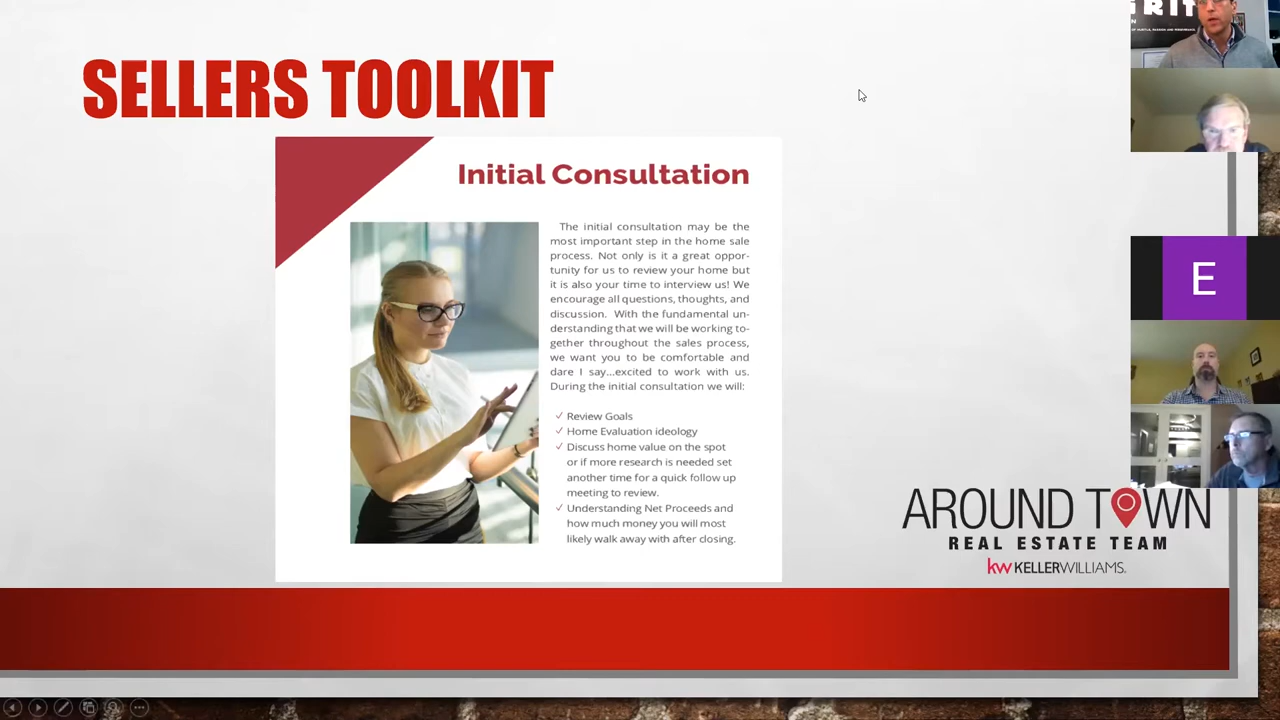 SELLERS TOOLKIT
Initial Consultation
The initial consultation may be the
most important step in the home sale
process. Not only is it a great oppor-
tunity for us to review your home but
it is also your time to interview us! We
encourage all questions, thoughts, and
discussion. With the fundamental un-
derstanding that we will be working to-
gether throughout the sales process,
we want you to be comfortable and
dare I say...excited to work with us.
During the initial consultation we will:
✓ Review Goals
✓ Home Evaluation ideology
✓ Discuss home value on the spot
or if more research is needed set
another time for a quick follow up
meeting to review.
✓ Understanding Net Proceeds and
how much money you will most
likely walk away with after closing.
E
AROUND TOWN
REAL ESTATE TEAM
kw KELLERWILLIAMS.